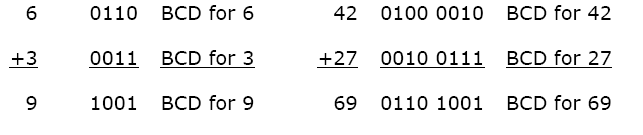 6 0110 BCD for 6 42 0100 0010 BCD for 42
+3 0011 BCD for 3 +27 0010 0111 BCD for 27
9 1001 BCD for 9 69 0110 1001 BCD for 69